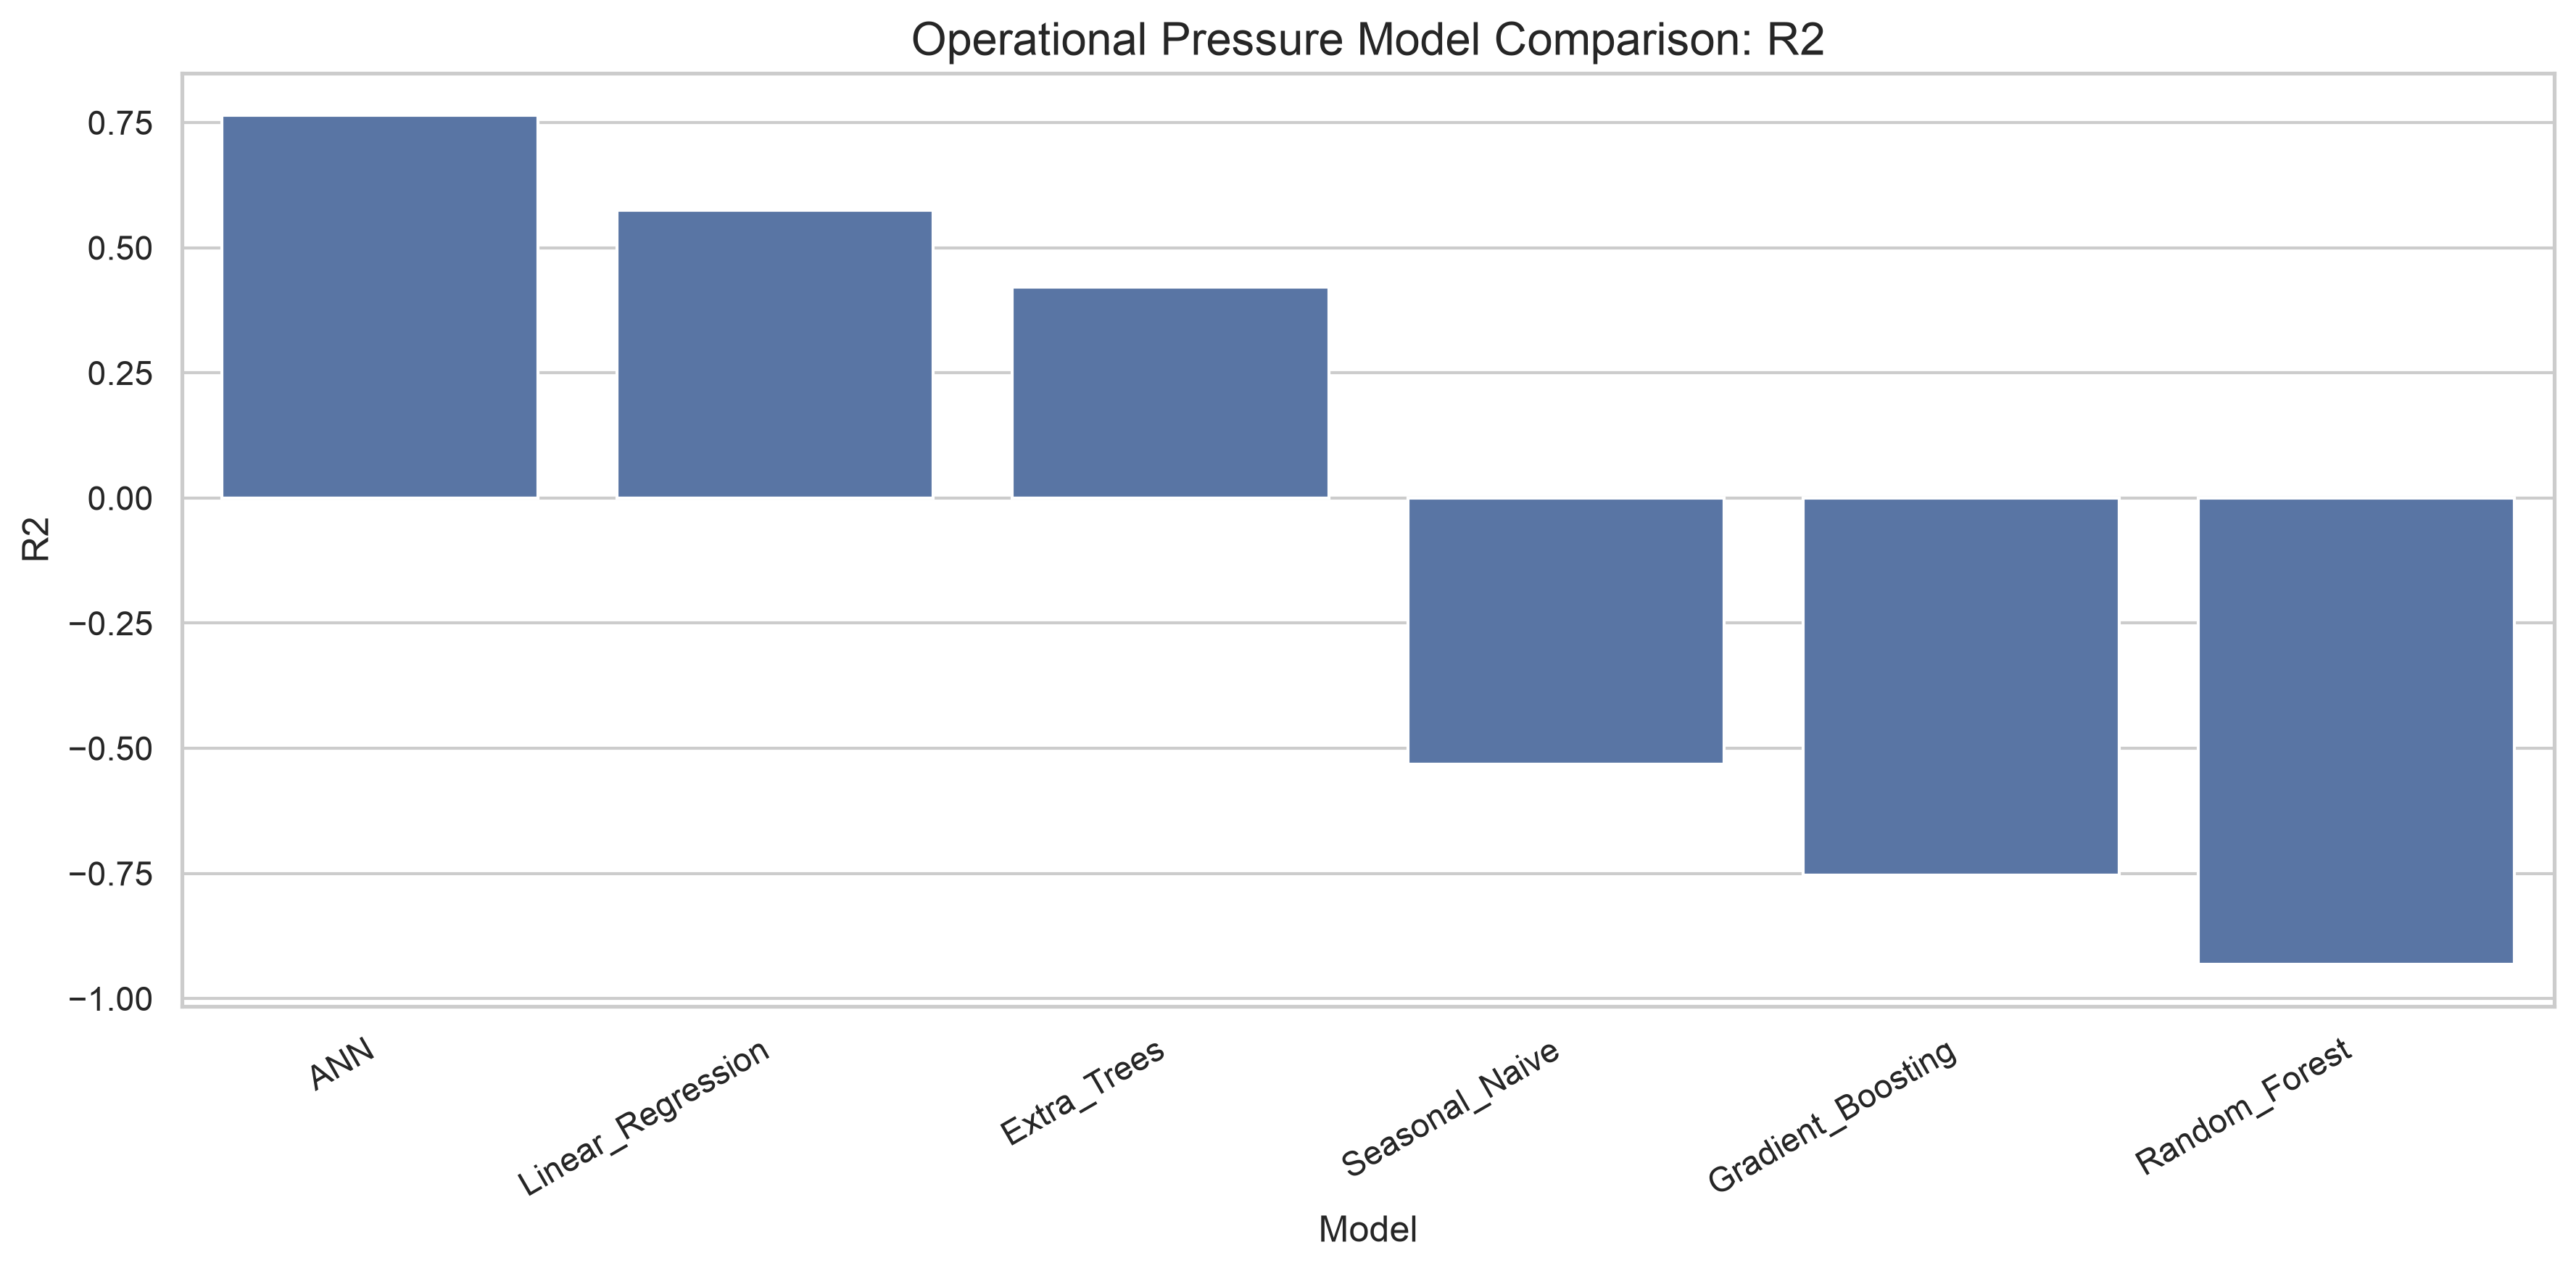 Operational Pressure Model Comparison: R2
0.75
0.50
0.25
0.00
−0.25
−0.50
−0.75
−1.00
R2
ANN
Linear_Regression
Extra_Trees
Seasonal_Naive
Gradient_Boosting
Random_Forest
Model